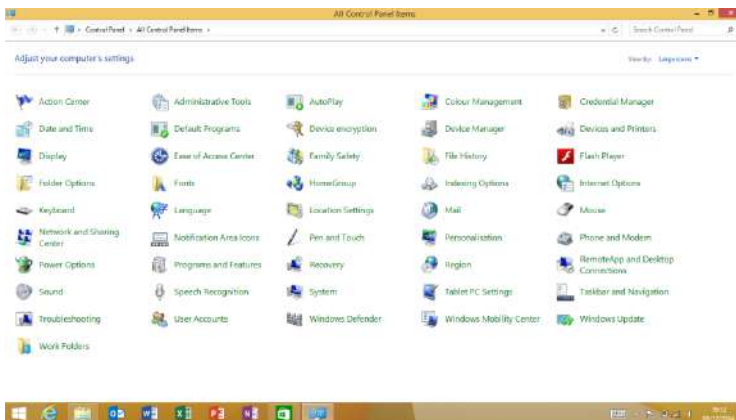 All Control Panel Items
Control Panel All Control Panel Items Search Control Panel
Adjust your computer's settings View by: Large icons
Action Center Administrative Tools AutoPlay Colour Management Credential Manager
Date and Time Default Programs Device encryption Device Manager Devices and Printers
Display Ease of Access Center Family Safety File History Flash Player
Folder Options Fonts HomeGroup Indexing Options Internet Options
Keyboard Language Location Settings Mail Mouse
Network and Sharing Center Notification Area Icons Pen and Touch Personalisation Phone and Modem
Power Options Programs and Features Recovery Region RemoteApp and Desktop Connections
Sound Speech Recognition System Tablet PC Settings Taskbar and Navigation
Troubleshooting User Accounts Windows Defender Windows Mobility Center Windows Update
Work Folders